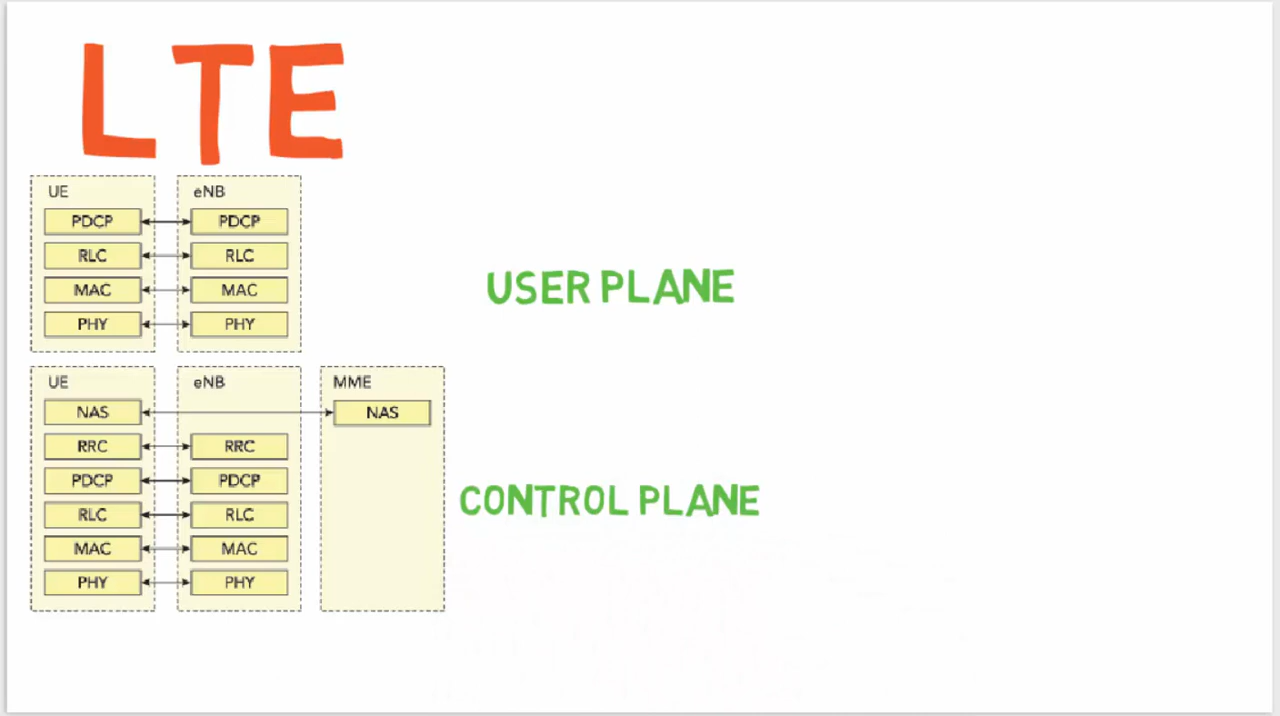 LTE
UE eNB
PDCP PDCP
RLC RLC
MAC MAC
PHY PHY
USER PLANE
UE eNB MME
NAS NAS
RRC RRC
PDCP PDCP
RLC RLC
MAC MAC
PHY PHY
CONTROL PLANE